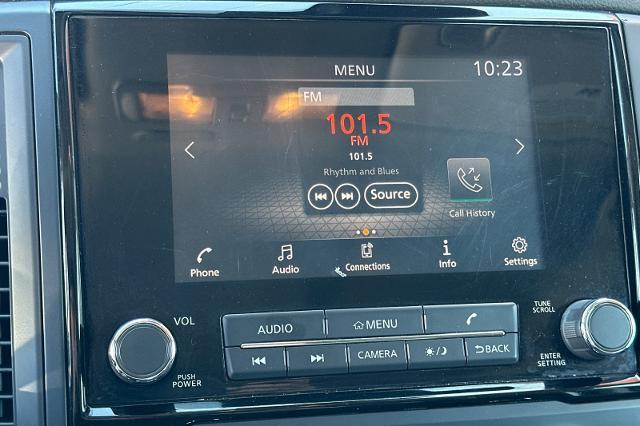 MENU 10:23
FM
101.5
FM
101.5
Rhythm and Blues
Source
Call History
Phone Audio Connections Info Settings
VOL
PUSH
POWER
AUDIO MENU
CAMERA BACK
TUNE
SCROLL
ENTER
SETTING